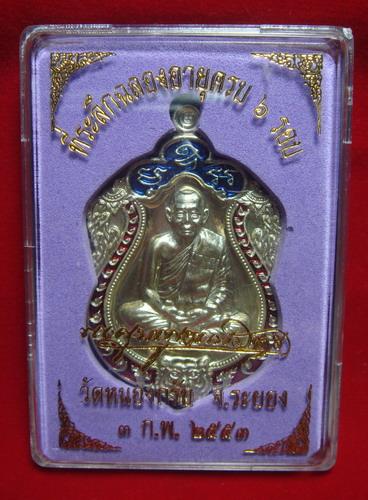 ที่ระลึกฉลองอายุครบ ๖ รอบ
วัดหนองกรับ จ.ระยอง
๓ ก.พ. ๒๕๕๓